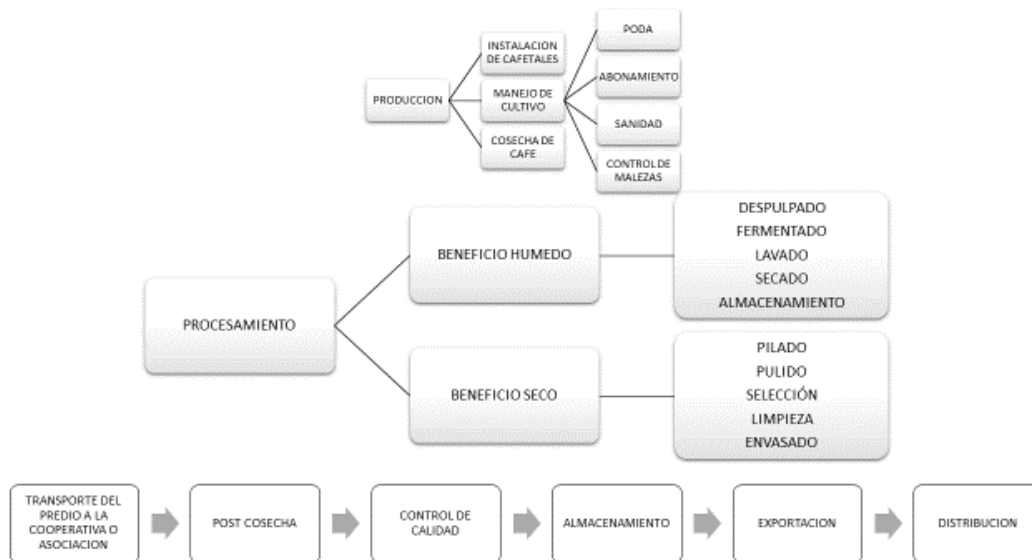 PRODUCCION
INSTALACION
DE CAFETALES
MANEJO DE
CULTIVO
COSECHA DE
CAFE
PODA
ABONAMIENTO
SANIDAD
CONTROL DE
MALEZAS
PROCESAMIENTO
BENEFICIO HUMEDO
DESPULPADO
FERMENTADO
LAVADO
SECADO
ALMACENAMIENTO
BENEFICIO SECO
PILADO
PULIDO
SELECCIÓN
LIMPIEZA
ENVASADO
TRANSPORTE DEL
PREDIO A LA
COOPERATIVA O
ASOCIACION
POST COSECHA
CONTROL DE
CALIDAD
ALMACENAMIENTO
EXPORTACION
DISTRIBUCION